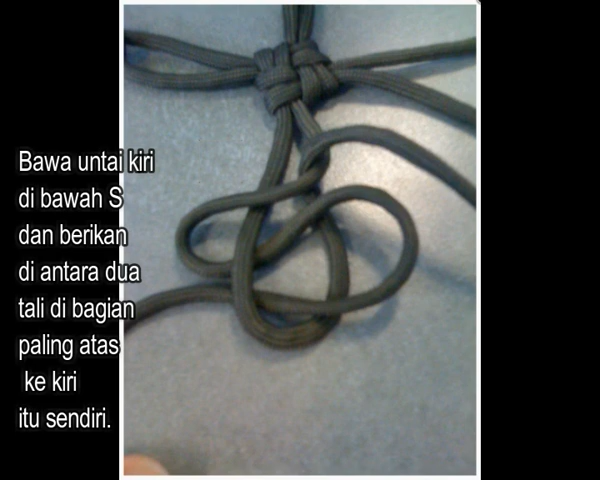 Bawa untai kiri
di bawah S
dan berikan
di antara dua
tali di bagian
paling atas
ke kiri
itu sendiri.